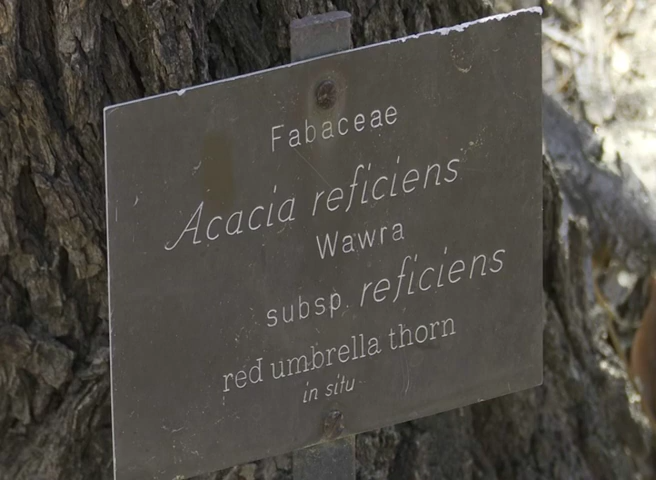 Fabaceae
Acacia reficiens
Wawra
subsp. reficiens
red umbrella thorn
in situ